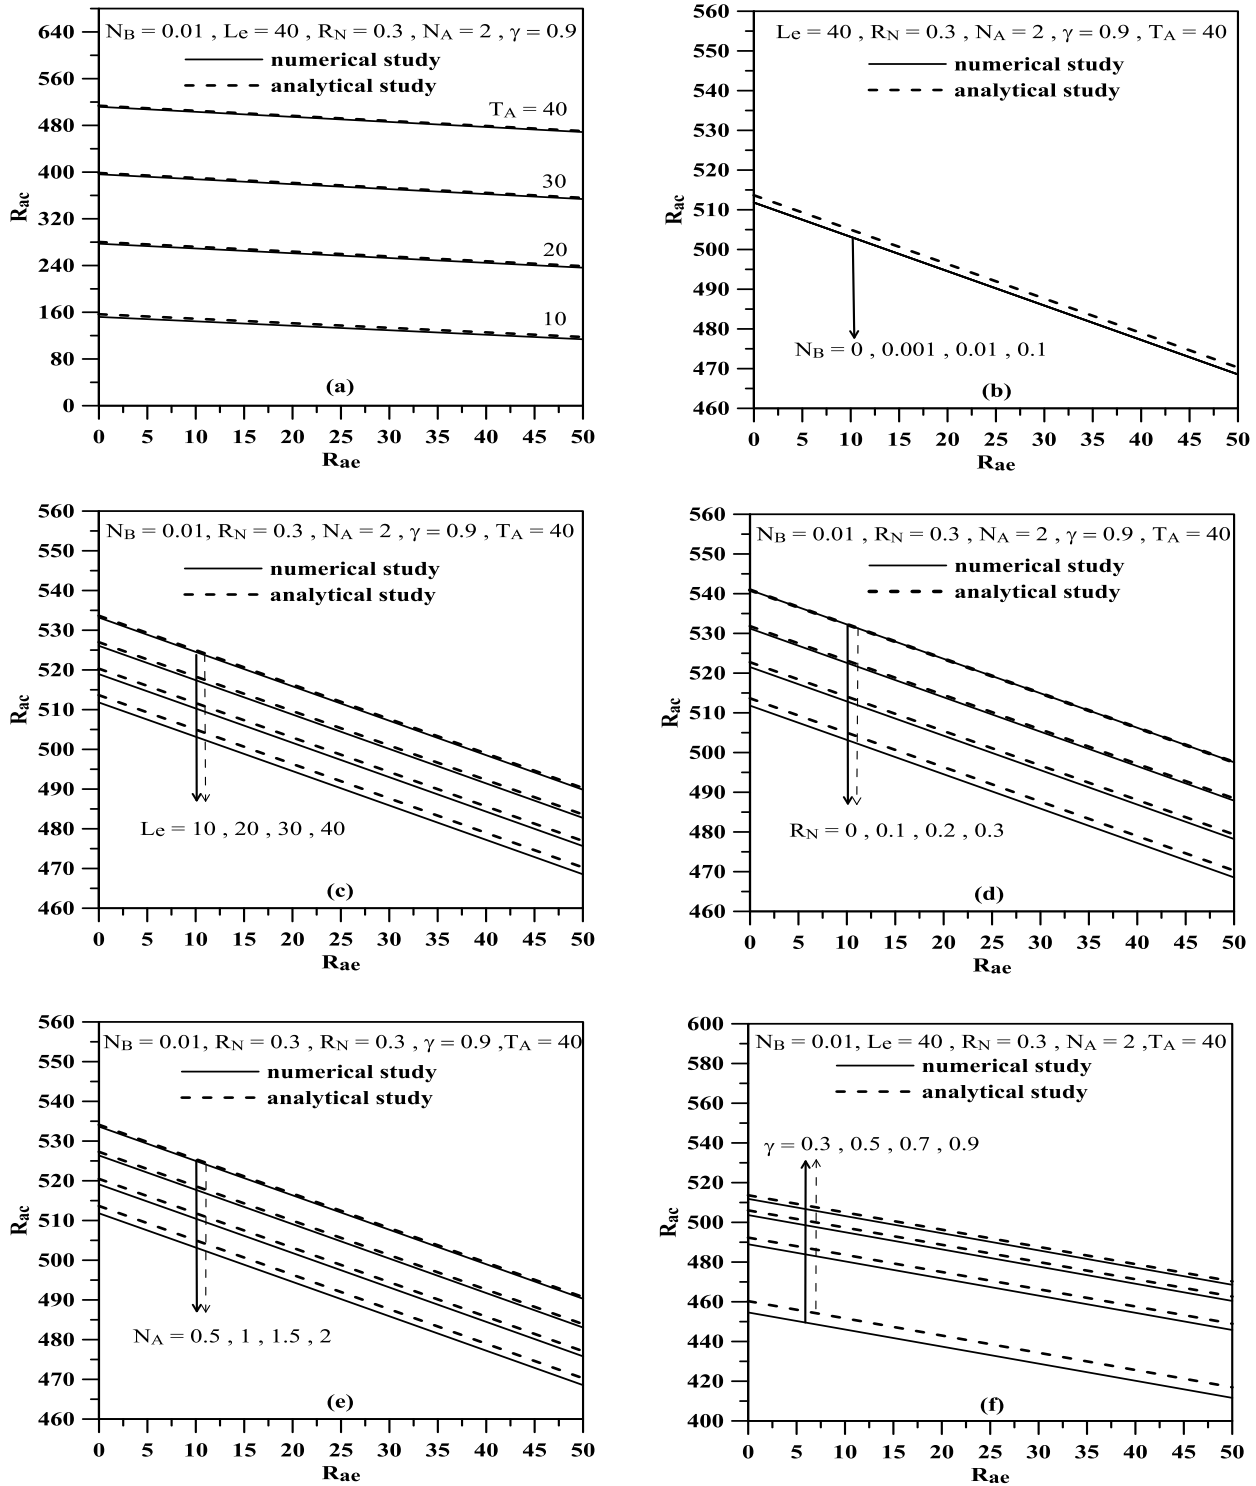 N_B = 0.01 , Le = 40 , R_N = 0.3 , N_A = 2 , γ = 0.9
numerical study
analytical study
T_A = 40
30
20
10
640
560
480
400
320
240
160
80
0
R_ac
(a)
0 5 10 15 20 25 30 35 40 45 50
R_ae
Le = 40 , R_N = 0.3 , N_A = 2 , γ = 0.9 , T_A = 40
numerical study
analytical study
560
550
540
530
520
510
500
490
480
470
460
R_ac
N_B = 0 , 0.001 , 0.01 , 0.1
(b)
0 5 10 15 20 25 30 35 40 45 50
R_ae
N_B = 0.01, R_N = 0.3 , N_A = 2 , γ = 0.9 , T_A = 40
numerical study
analytical study
560
550
540
530
520
510
500
490
480
470
460
R_ac
Le = 10 , 20 , 30 , 40
(c)
0 5 10 15 20 25 30 35 40 45 50
R_ae
N_B = 0.01 , R_N = 0.3 , N_A = 2 , γ = 0.9 , T_A = 40
numerical study
analytical study
560
550
540
530
520
510
500
490
480
470
460
R_ac
R_N = 0 , 0.1 , 0.2 , 0.3
(d)
0 5 10 15 20 25 30 35 40 45 50
R_ae
N_B = 0.01, R_N = 0.3 , R_N = 0.3 , γ = 0.9 ,T_A = 40
numerical study
analytical study
560
550
540
530
520
510
500
490
480
470
460
R_ac
N_A = 0.5 , 1 , 1.5 , 2
(e)
0 5 10 15 20 25 30 35 40 45 50
R_ae
N_B = 0.01, Le = 40 , R_N = 0.3 , N_A = 2 ,T_A = 40
numerical study
analytical study
γ = 0.3 , 0.5 , 0.7 , 0.9
600
580
560
540
520
500
480
460
440
420
400
R_ac
(f)
0 5 10 15 20 25 30 35 40 45 50
R_ae